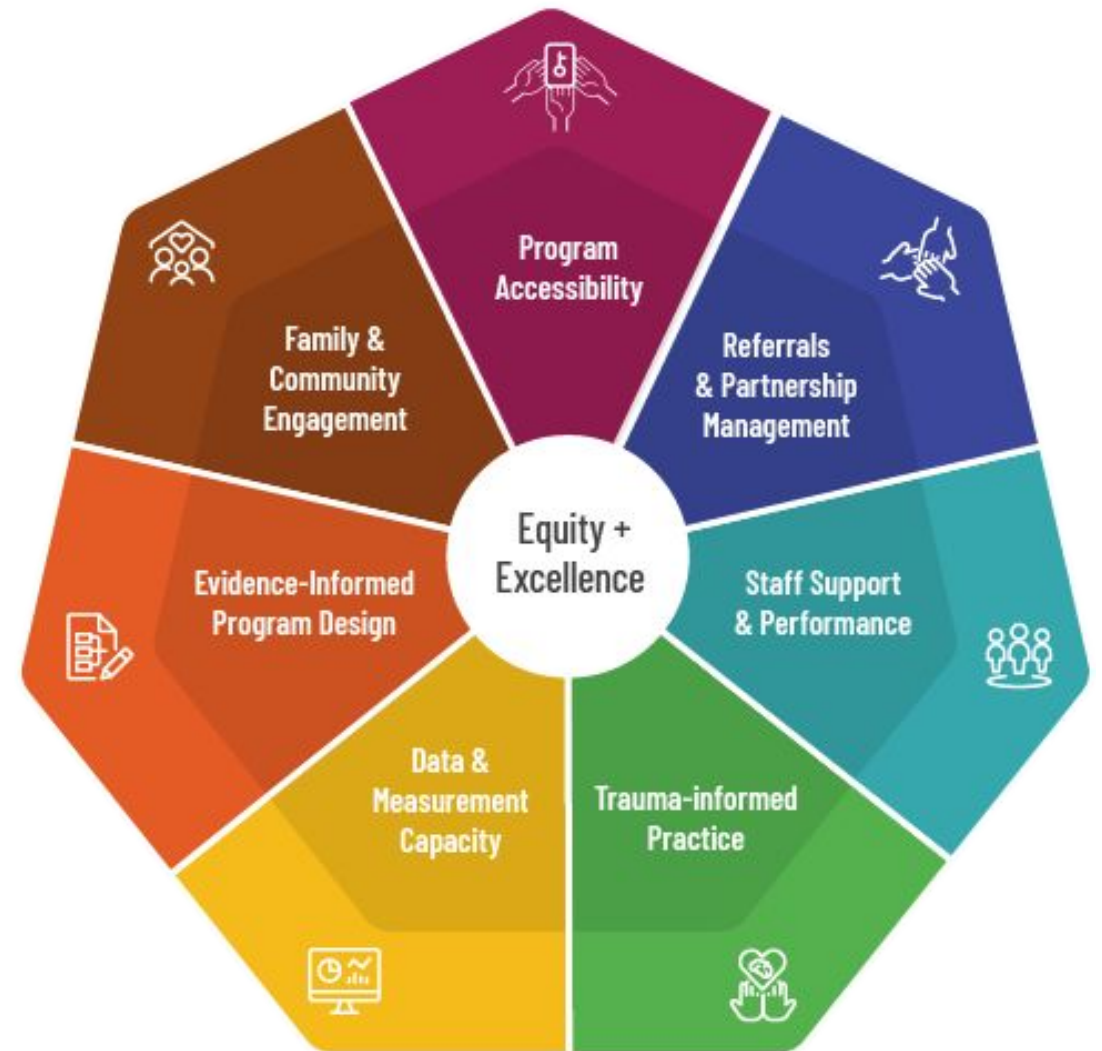 Program
Accessibility
Referrals
& Partnership
Management
Staff Support
& Performance
Trauma-informed
Practice
Data &
Measurement
Capacity
Evidence-Informed
Program Design
Family &
Community
Engagement
Equity +
Excellence